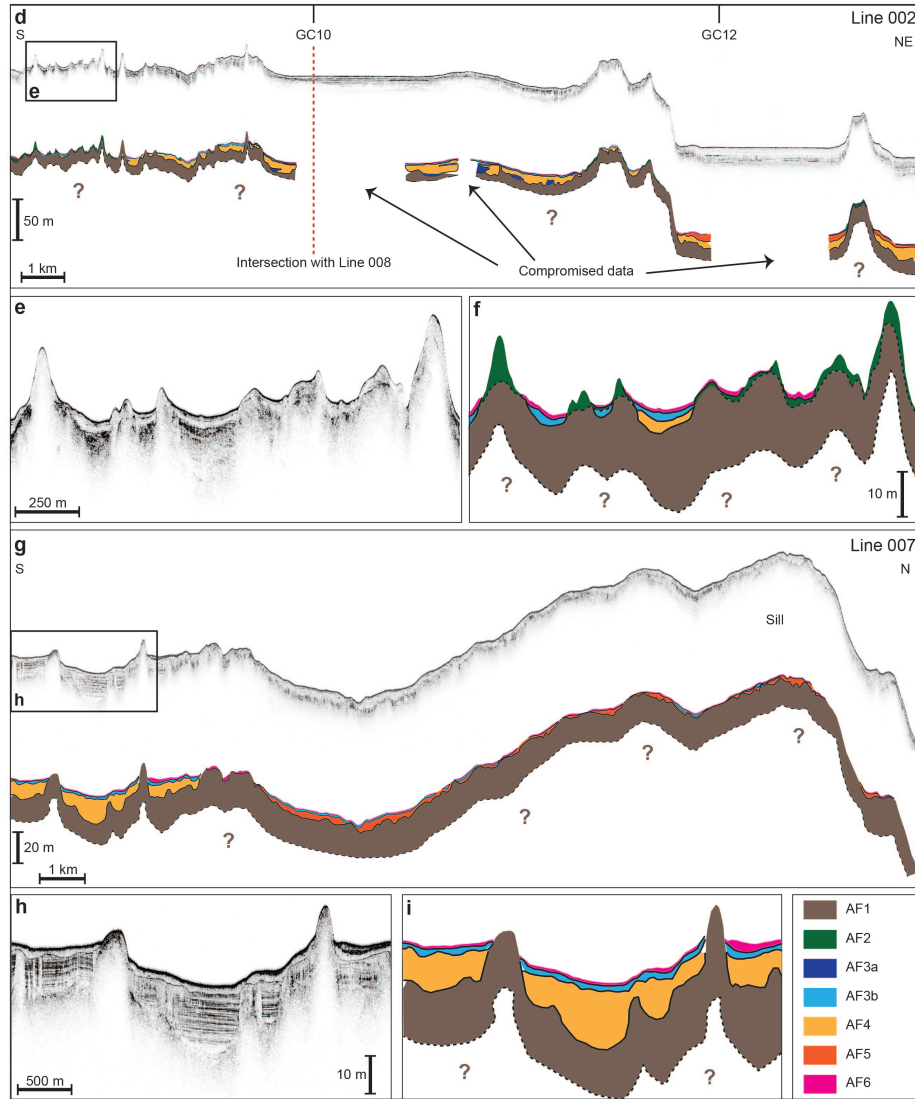 d
Line 002
S
GC10
GC12
NE
e
?
?
?
?
50 m
1 km
Intersection with Line 008
Compromised data
e
250 m
f
?
?
?
?
10 m
g
Line 007
S
N
Sill
h
?
?
?
?
20 m
1 km
h
500 m
10 m
i
?
?
AF1
AF2
AF3a
AF3b
AF4
AF5
AF6